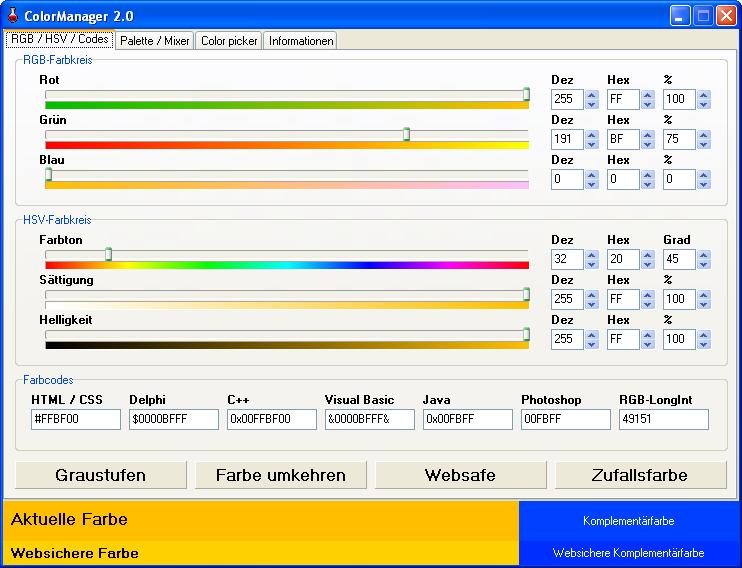 ColorManager 2.0
RGB / HSV / Codes Palette / Mixer Color picker Informationen
RGB-Farbkreis
Rot Dez Hex %
255 FF 100
Grün Dez Hex %
191 BF 75
Blau Dez Hex %
0 0 0
HSV-Farbkreis
Farbton Dez Hex Grad
32 20 45
Sättigung Dez Hex %
255 FF 100
Helligkeit Dez Hex %
255 FF 100
Farbcodes
HTML / CSS Delphi C++ Visual Basic Java Photoshop RGB-LongInt
#FFBF00 $0000BFFF 0x00FFBF00 &0000BFFF& 0x00FBFF 00FBFF 49151
Graustufen Farbe umkehren Websafe Zufallsfarbe
Aktuelle Farbe Komplementärfarbe
Websichere Farbe Websichere Komplementärfarbe